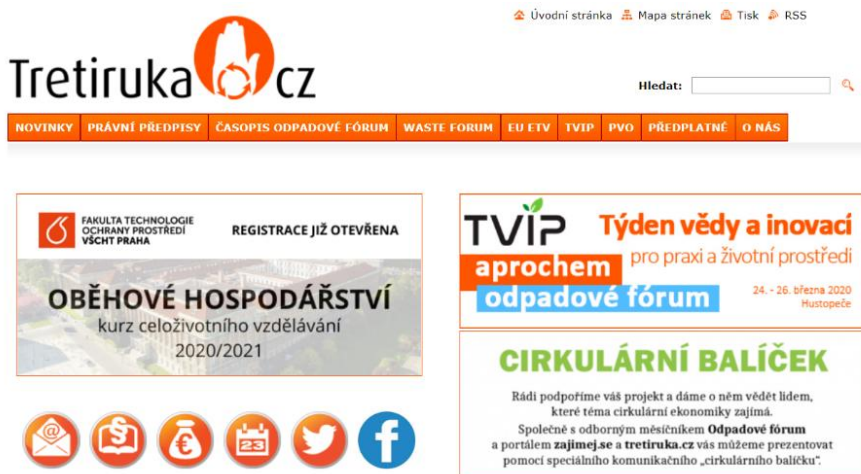 Úvodní stránka Mapa stránek Tisk RSS
Tretiruka.cz
Hledat:
NOVINKY PRÁVNÍ PŘEDPISY ČASOPIS ODPADOVÉ FÓRUM WASTE FORUM EU ETV TVIP PVO PŘEDPLATNÉ O NÁS
FAKULTA TECHNOLOGIE
OCHRANY PROSTŘEDÍ
VŠCHT PRAHA
REGISTRACE JIŽ OTEVŘENA
OBĚHOVÉ HOSPODÁŘSTVÍ
kurz celoživotního vzdělávání
2020/2021
TVIP
aprochem
odpadové fórum
Týden vědy a inovací
pro praxi a životní prostředí
24. - 26. března 2020
Hustopeče
CIRKULÁRNÍ BALÍČEK
Rádi podpoříme váš projekt a dáme o něm vědět lidem,
které téma cirkulární ekonomiky zajímá.
Společně s odborným měsíčníkem Odpadové fórum
a portálem zajimej.se a tretiruka.cz vás můžeme prezentovat
pomocí speciálního komunikačního „cirkulárního balíčku".
@
§
€
23
f